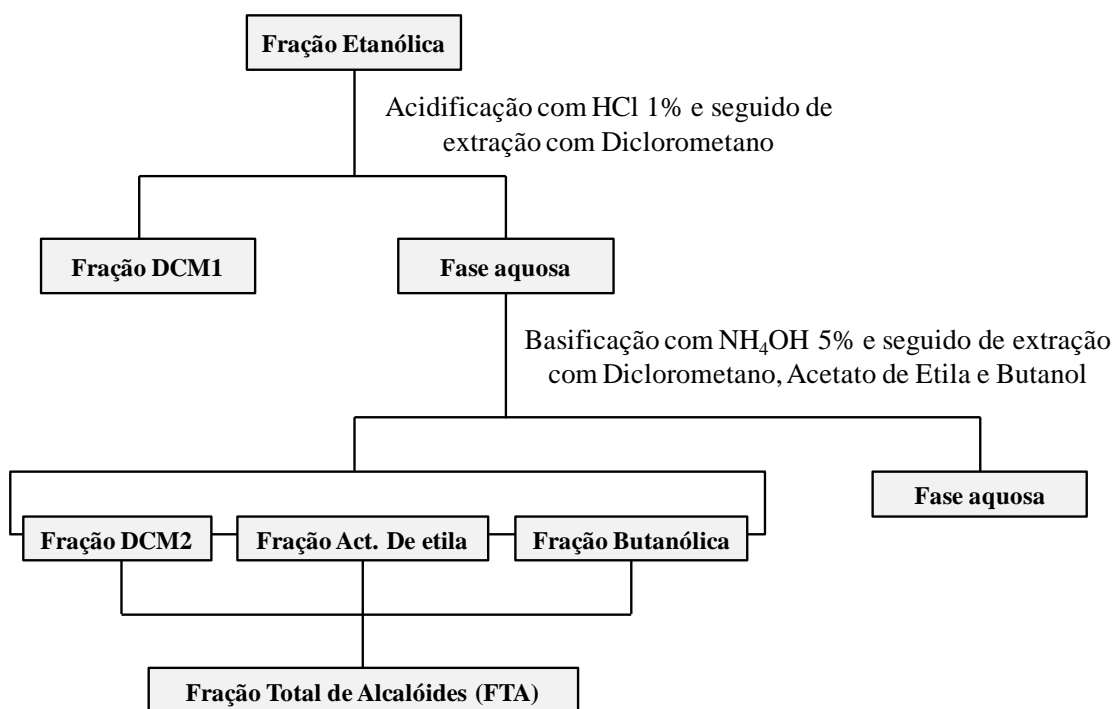 Fração Etanólica
Acidificação com HCl 1% e seguido de
extração com Diclorometano
Fração DCM1
Fase aquosa
Basificação com NH₄OH 5% e seguido de extração
com Diclorometano, Acetato de Etila e Butanol
Fase aquosa
Fração DCM2
Fração Act. De etila
Fração Butanólica
Fração Total de Alcalóides (FTA)